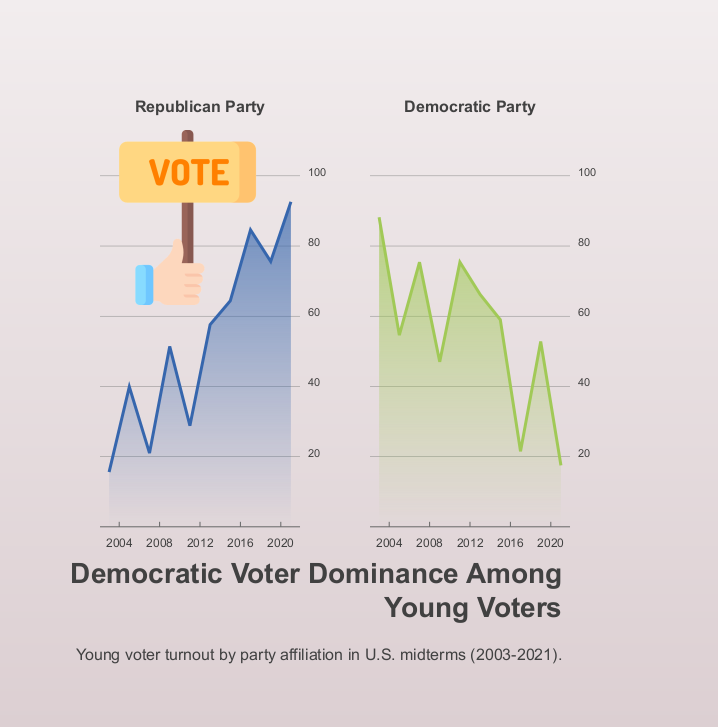 Republican Party
Democratic Party
VOTE
100
80
60
40
20
2004 2008 2012 2016 2020
100
80
60
40
20
2004 2008 2012 2016 2020
Democratic Voter Dominance Among
Young Voters
Young voter turnout by party affiliation in U.S. midterms (2003-2021).